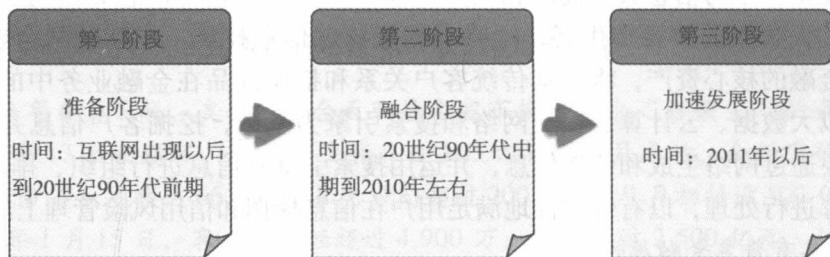 第一阶段
准备阶段
时间：互联网出现以后
到20世纪90年代前期
第二阶段
融合阶段
时间：20世纪90年代中
期到2010年左右
第三阶段
加速发展阶段
时间：2011年以后